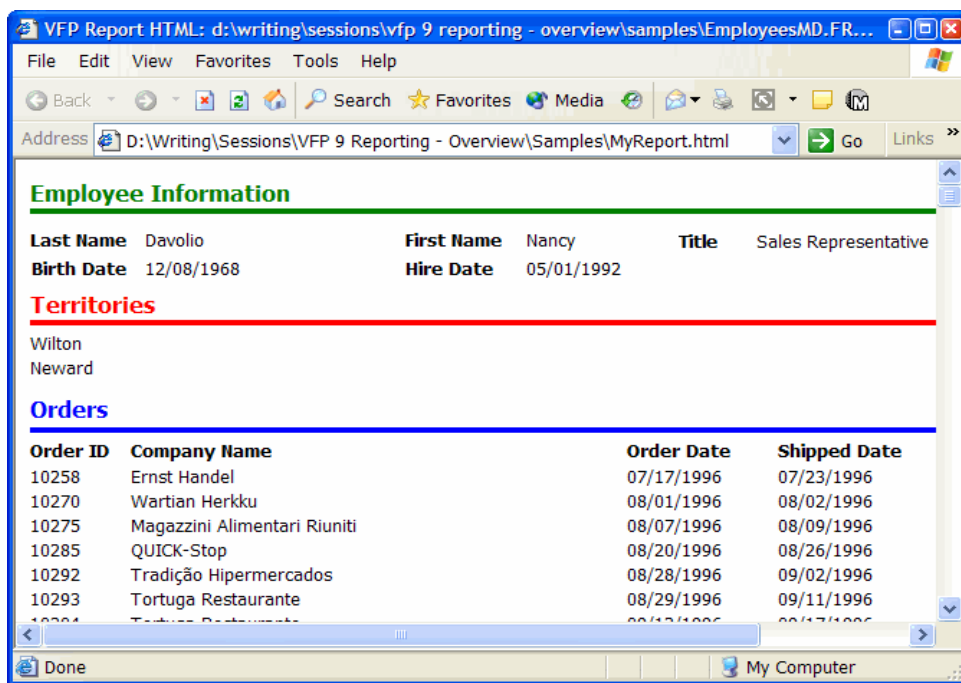 VFP Report HTML: d:\writing\sessions\vfp 9 reporting - overview\samples\EmployeesMD.FR...
File Edit View Favorites Tools Help
Back Search Favorites Media
Address D:\Writing\Sessions\VFP 9 Reporting - Overview\Samples\MyReport.html Go Links »
Employee Information
Last Name Davolio First Name Nancy Title Sales Representative
Birth Date 12/08/1968 Hire Date 05/01/1992
Territories
Wilton
Neward
Orders
Order ID Company Name Order Date Shipped Date
10258 Ernst Handel 07/17/1996 07/23/1996
10270 Wartian Herkku 08/01/1996 08/02/1996
10275 Magazzini Alimentari Riuniti 08/07/1996 08/09/1996
10285 QUICK-Stop 08/20/1996 08/26/1996
10292 Tradição Hipermercados 08/28/1996 09/02/1996
10293 Tortuga Restaurante 08/29/1996 09/11/1996
Done My Computer